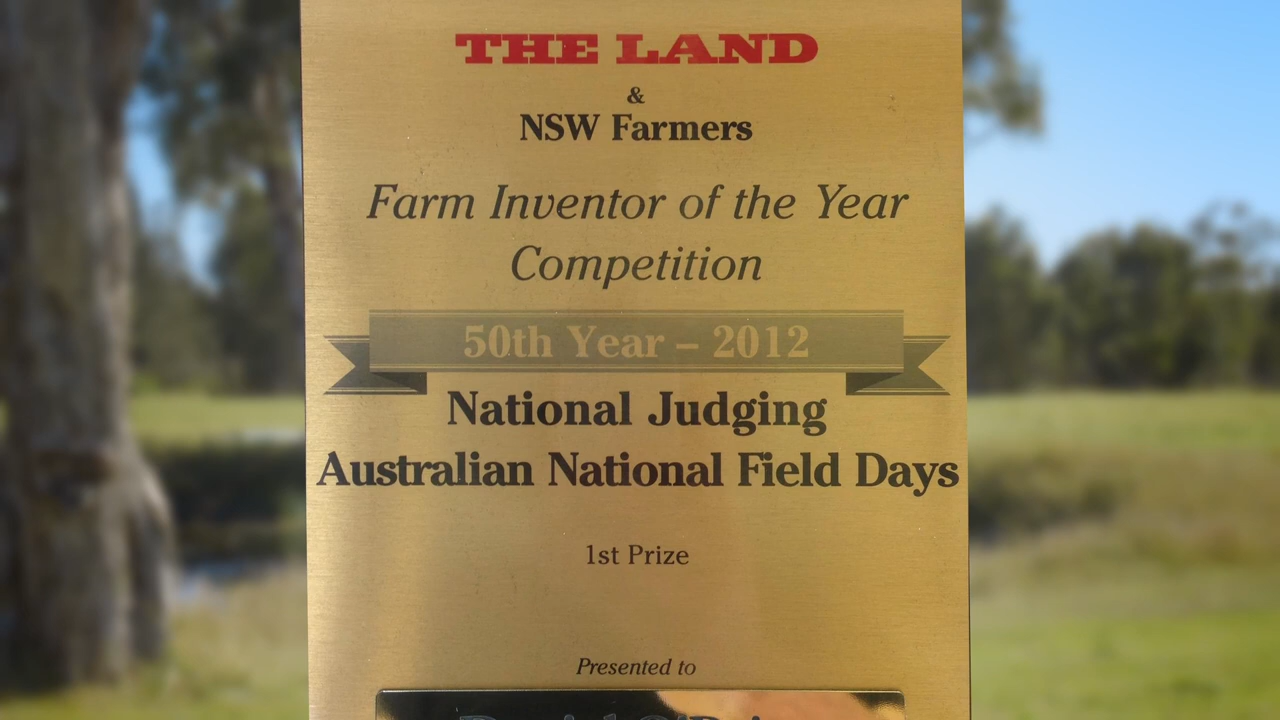 THE LAND
&
NSW Farmers
Farm Inventor of the Year
Competition
50th Year – 2012
National Judging
Australian National Field Days
1st Prize
Presented to